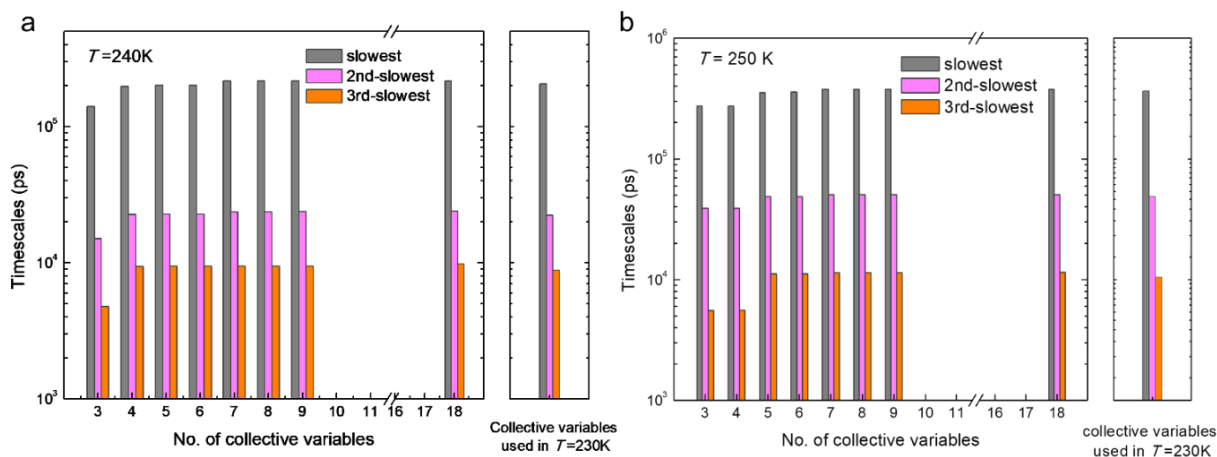 a
T=240K
slowest
2nd-slowest
3rd-slowest
10^5
10^4
10^3
Timescales (ps)
3 4 5 6 7 8 9 10 11 16 17 18
No. of collective variables
Collective variables
used in T=230K
b
T = 250 K
slowest
2nd-slowest
3rd-slowest
10^6
10^5
10^4
10^3
Timescales (ps)
3 4 5 6 7 8 9 10 11 16 17 18
No. of collective variables
collective variables
used in T=230K